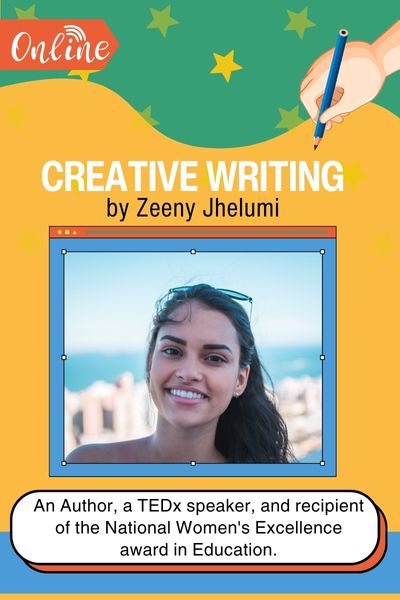 Online
CREATIVE WRITING
by Zeeny Jhelumi
An Author, a TEDx speaker, and recipient
of the National Women's Excellence
award in Education.